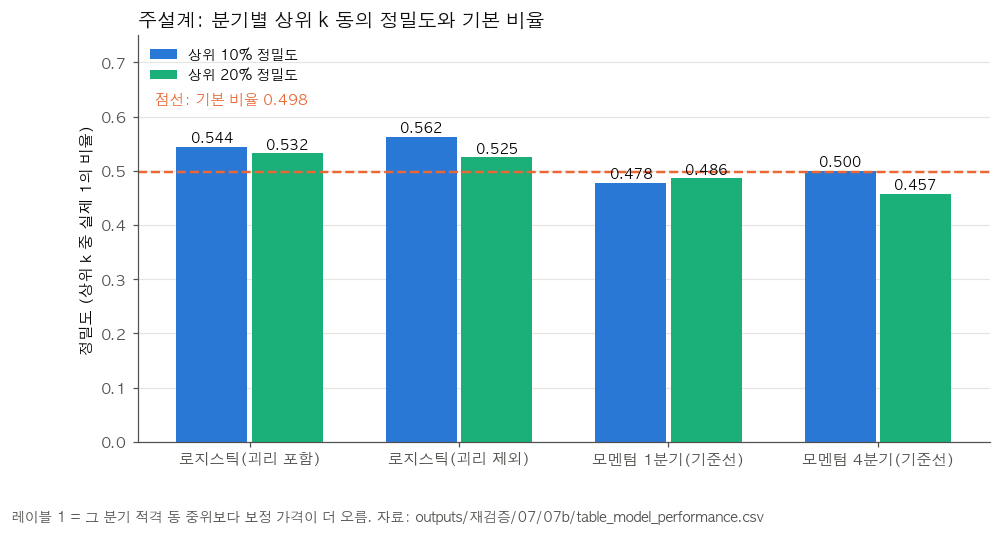 주설계: 분기별 상위 k 동의 정밀도와 기본 비율
상위 10% 정밀도
상위 20% 정밀도
점선: 기본 비율 0.498
정밀도 (상위 k 중 실제 1의 비율)
0.7
0.6
0.5
0.4
0.3
0.2
0.1
0.0
0.544
0.532
0.562
0.525
0.478
0.486
0.500
0.457
로지스틱(괴리 포함)
로지스틱(괴리 제외)
모멘텀 1분기(기준선)
모멘텀 4분기(기준선)
레이블 1 = 그 분기 적격 동 중위보다 보정 가격이 더 오름. 자료: outputs/재검증/07/07b/table_model_performance.csv